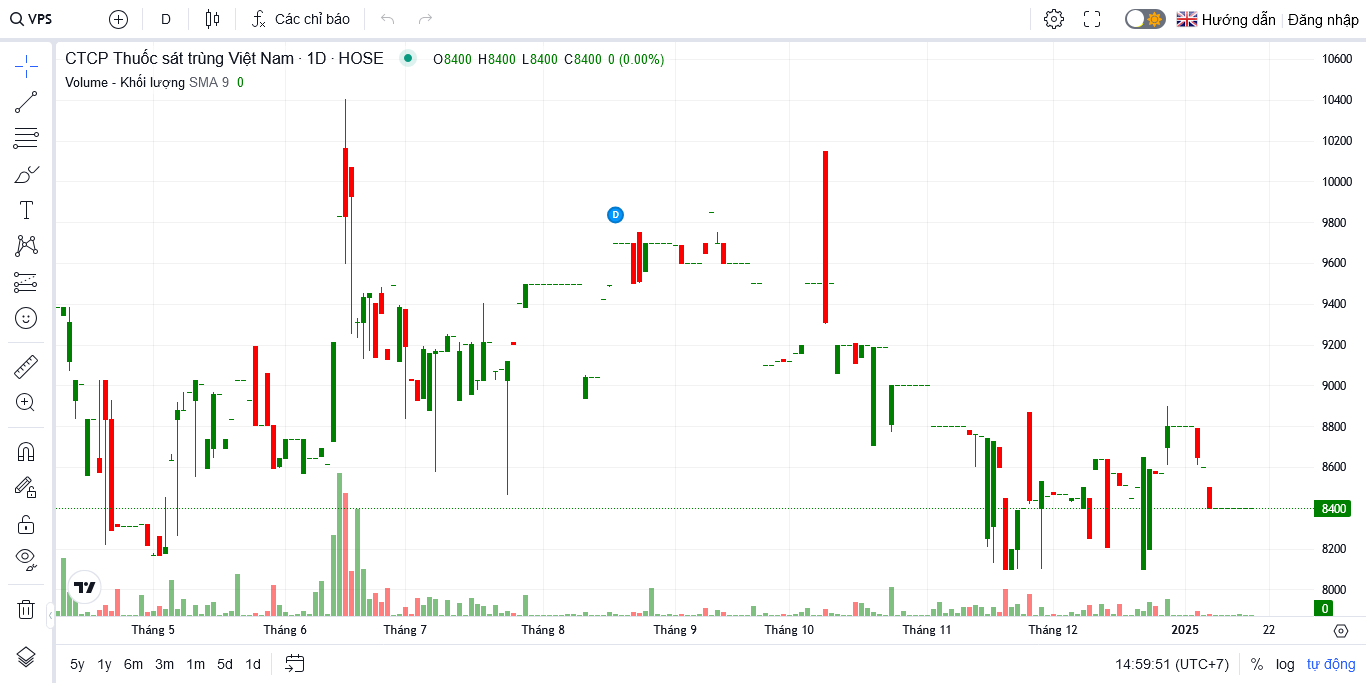 VPS D Các chỉ báo Hướng dẫn Đăng nhập
CTCP Thuốc sát trùng Việt Nam · 1D · HOSE O8400 H8400 L8400 C8400 0 (0.00%)
Volume - Khối lượng SMA 9 0
10600
10400
10200
10000
9800
D
9600
9400
9200
9000
8800
8600
8400
8200
8000
0
Tháng 5 Tháng 6 Tháng 7 Tháng 8 Tháng 9 Tháng 10 Tháng 11 Tháng 12 2025 22
5y 1y 6m 3m 1m 5d 1d 14:59:51 (UTC+7) % log tự động